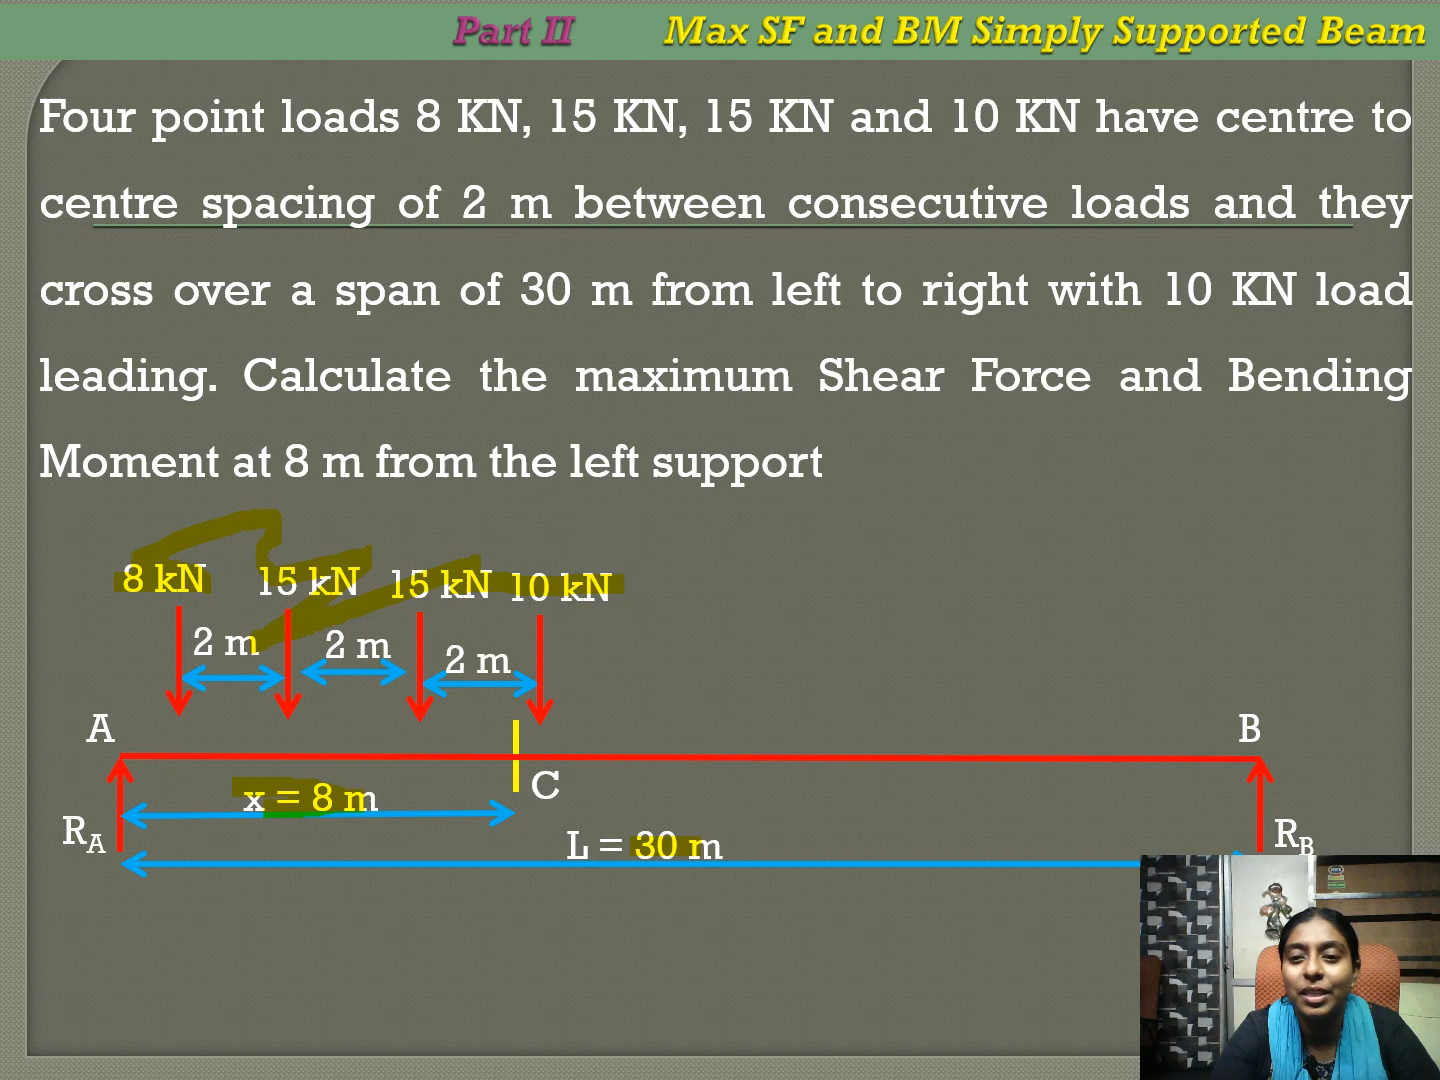 Part II Max SF and BM Simply Supported Beam
Four point loads 8 KN, 15 KN, 15 KN and 10 KN have centre to
centre spacing of 2 m between consecutive loads and they
cross over a span of 30 m from left to right with 10 KN load
leading. Calculate the maximum Shear Force and Bending
Moment at 8 m from the left support
8 kN 15 kN 15 kN 10 kN
2 m 2 m 2 m
A B
x = 8 m C
RA L = 30 m RB